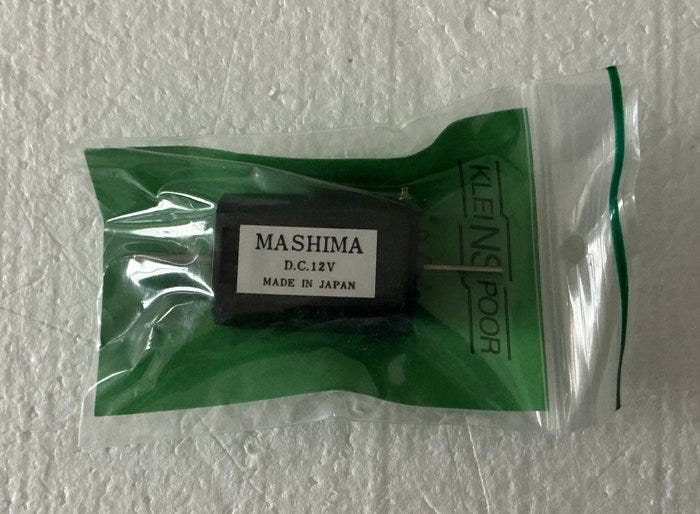 MASHIMA
D.C.12V
MADE IN JAPAN
KLEINSPOOR